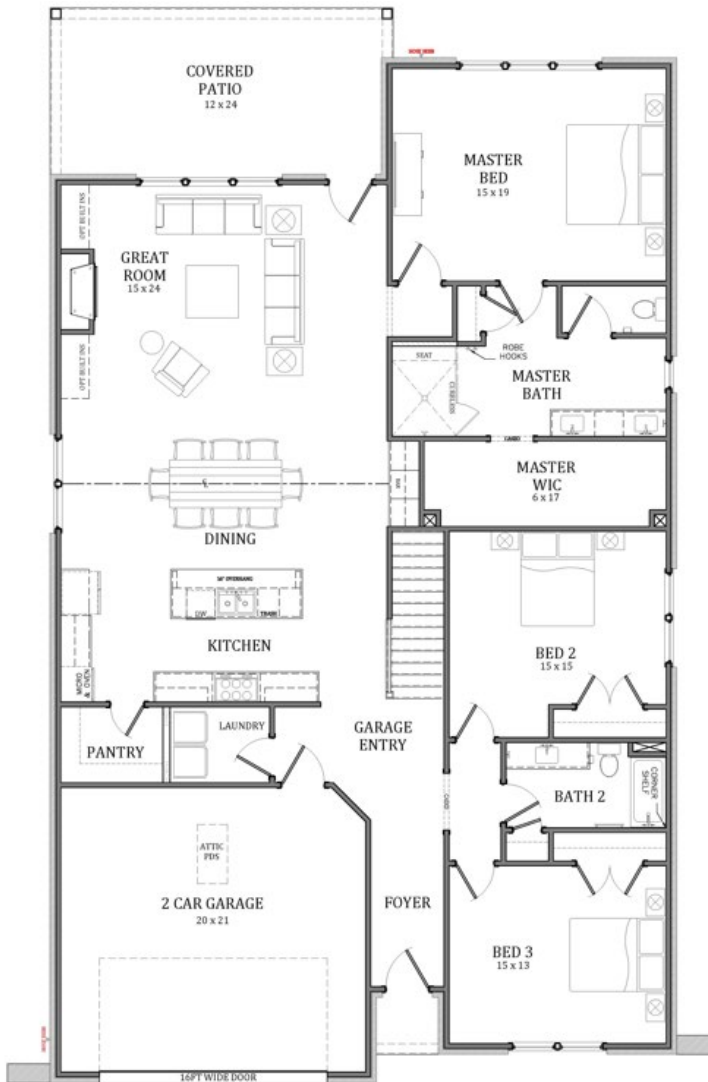 COVERED
PATIO
12 x 24
MASTER
BED
15 x 19
OPT BUILT INS
GREAT
ROOM
15 x 24
OPT BUILT INS
SEAT
CURBLESS
ROBE
HOOKS
MASTER
BATH
MASTER
WIC
6 x 17
DINING
16" OVERHANG
DW
TRASH
KITCHEN
MICRO
& OVEN
BED 2
15 x 15
PANTRY
LAUNDRY
GARAGE
ENTRY
BATH 2
CORNER
SHELF
ATTIC
PDS
2 CAR GARAGE
20 x 21
FOYER
BED 3
15 x 13
16FT WIDE DOOR